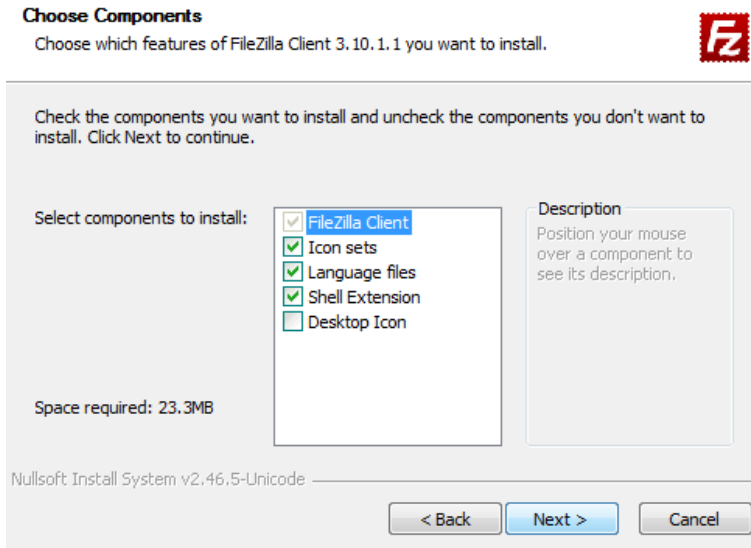 Choose Components
Choose which features of FileZilla Client 3.10.1.1 you want to install.
Fz
Check the components you want to install and uncheck the components you don't want to
install. Click Next to continue.
Select components to install:
FileZilla Client
Icon sets
Language files
Shell Extension
Desktop Icon
Description
Position your mouse
over a component to
see its description.
Space required: 23.3MB
Nullsoft Install System v2.46.5-Unicode
< Back
Next >
Cancel